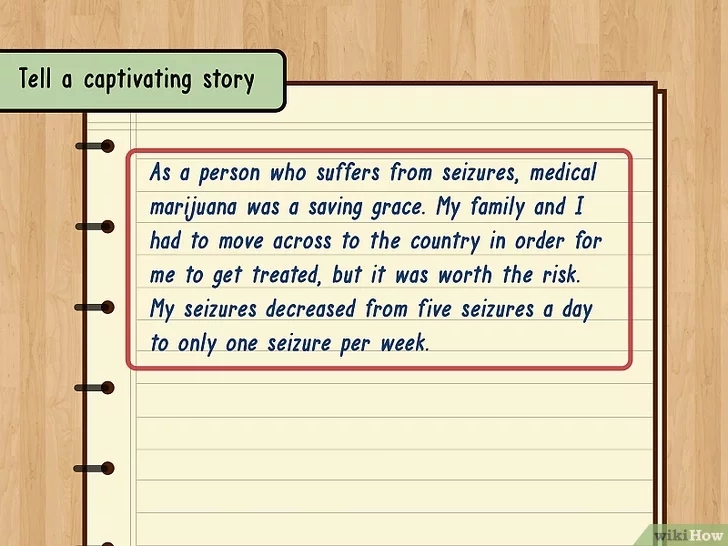 Tell a captivating story
As a person who suffers from seizures, medical
marijuana was a saving grace. My family and I
had to move across to the country in order for
me to get treated, but it was worth the risk.
My seizures decreased from five seizures a day
to only one seizure per week.
wikiHow